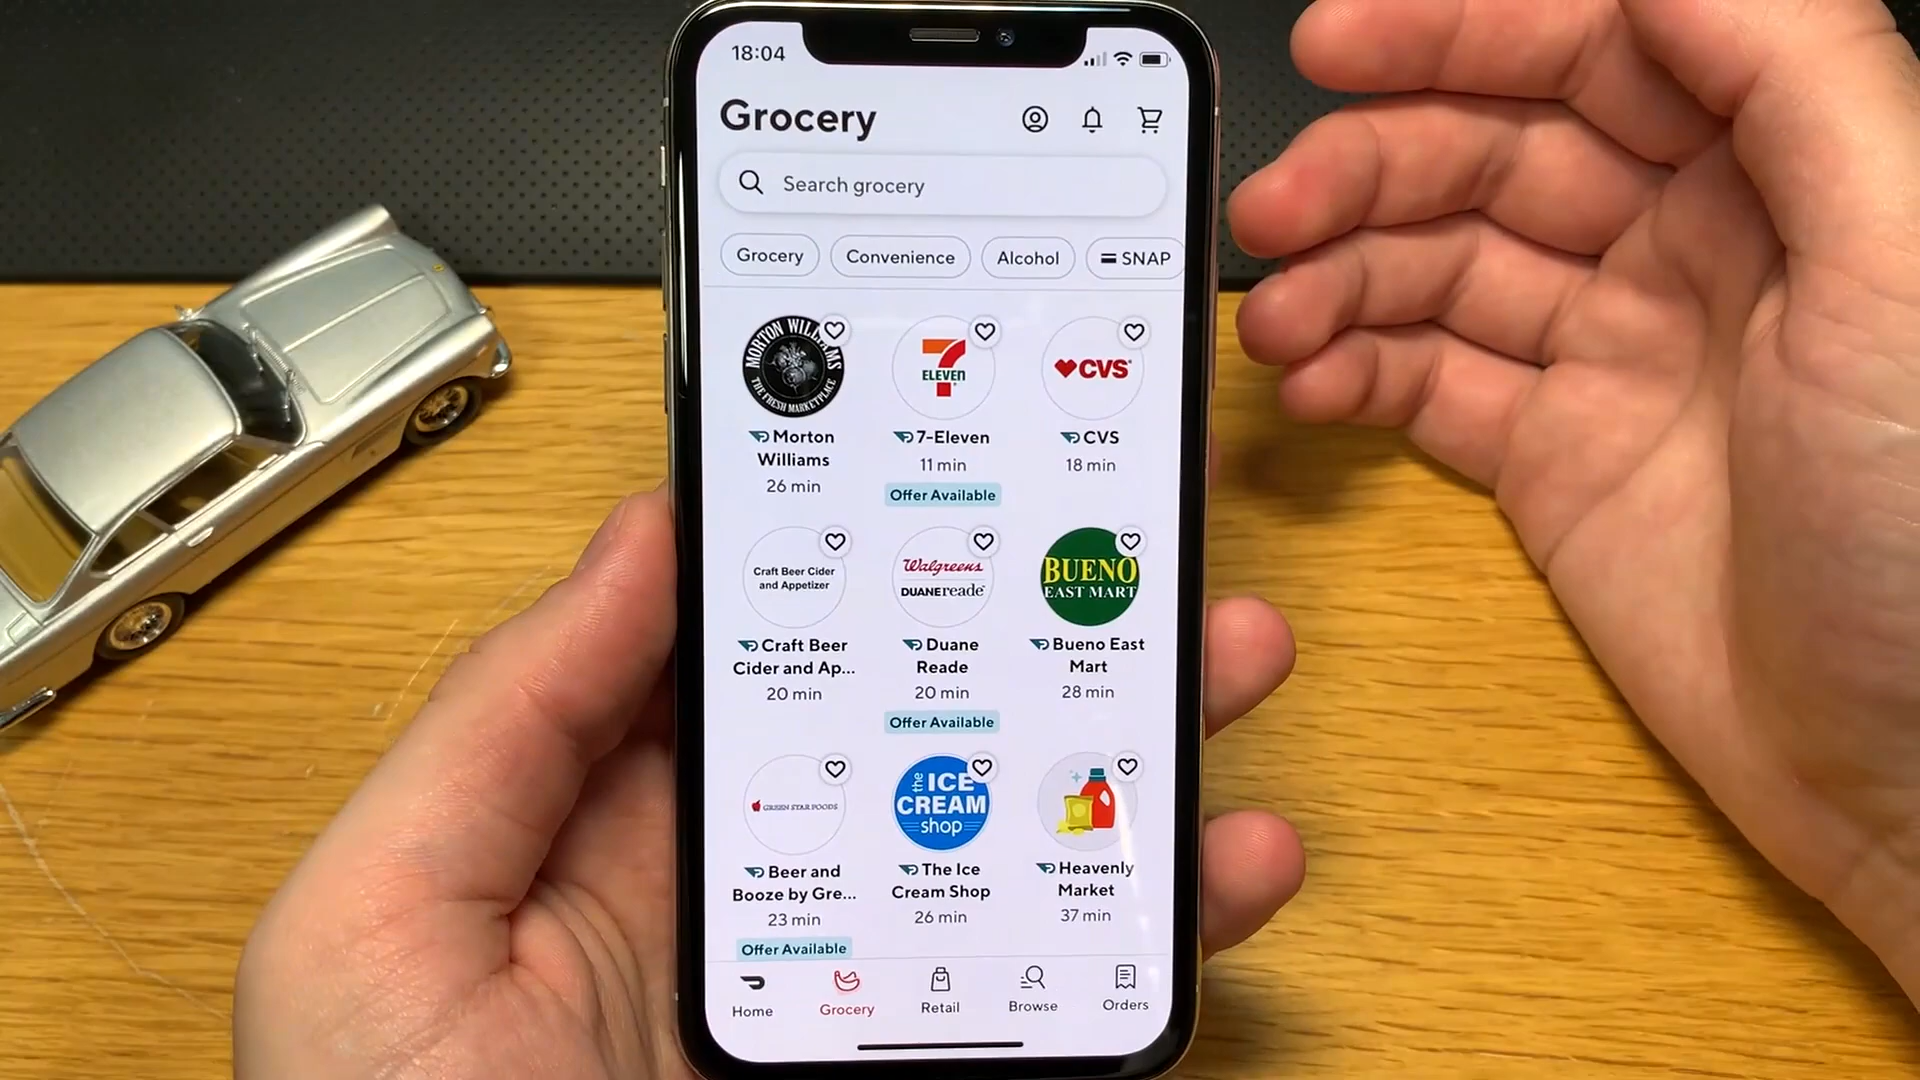 18:04
Grocery
Search grocery
Grocery
Convenience
Alcohol
SNAP
MORTON WILLIAMS
THE FRESH MARKETPLACE
7
ELEVEN
CVS
Morton
Williams
26 min
7-Eleven
11 min
Offer Available
CVS
18 min
Craft Beer Cider
and Appetizer
Walgreens
DUANEreade
BUENO
EAST MART
Craft Beer
Cider and Ap...
20 min
Duane
Reade
20 min
Offer Available
Bueno East
Mart
28 min
GREEN STAR FOODS
the
ICE
CREAM
shop
Beer and
Booze by Gre...
23 min
Offer Available
The Ice
Cream Shop
26 min
Heavenly
Market
37 min
Home
Grocery
Retail
Browse
Orders